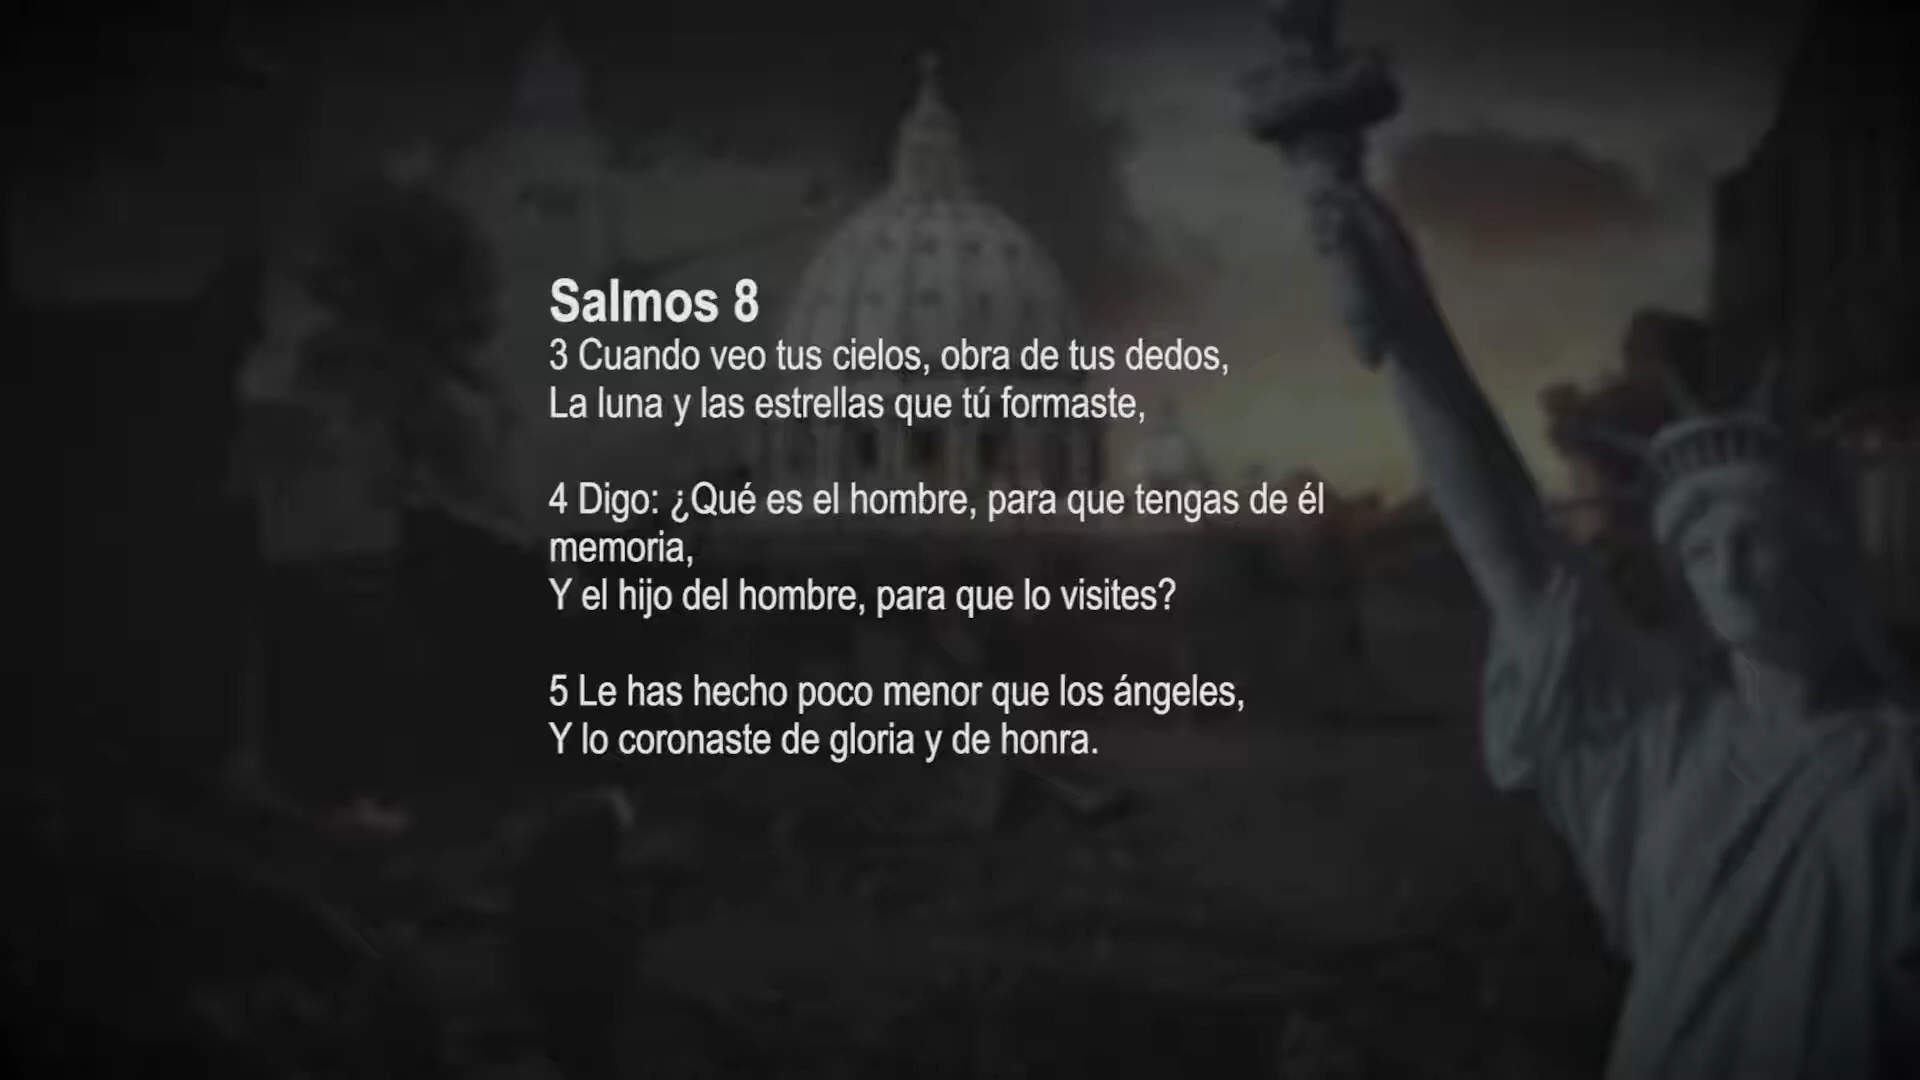 Salmos 8
3 Cuando veo tus cielos, obra de tus dedos,
La luna y las estrellas que tú formaste,
4 Digo: ¿Qué es el hombre, para que tengas de él
memoria,
Y el hijo del hombre, para que lo visites?
5 Le has hecho poco menor que los ángeles,
Y lo coronaste de gloria y de honra.